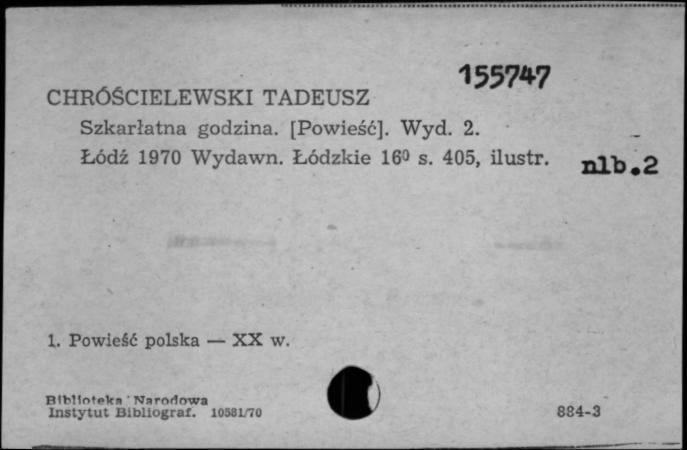 155747
CHRÓŚCIELEWSKI TADEUSZ
Szkarłatna godzina. [Powieść]. Wyd. 2.
Łódź 1970 Wydawn. Łódzkie 16⁰ s. 405, ilustr. nlb.2
1. Powieść polska — XX w.
Biblioteka Narodowa
Instytut Bibliograf. 10581/70
884-3